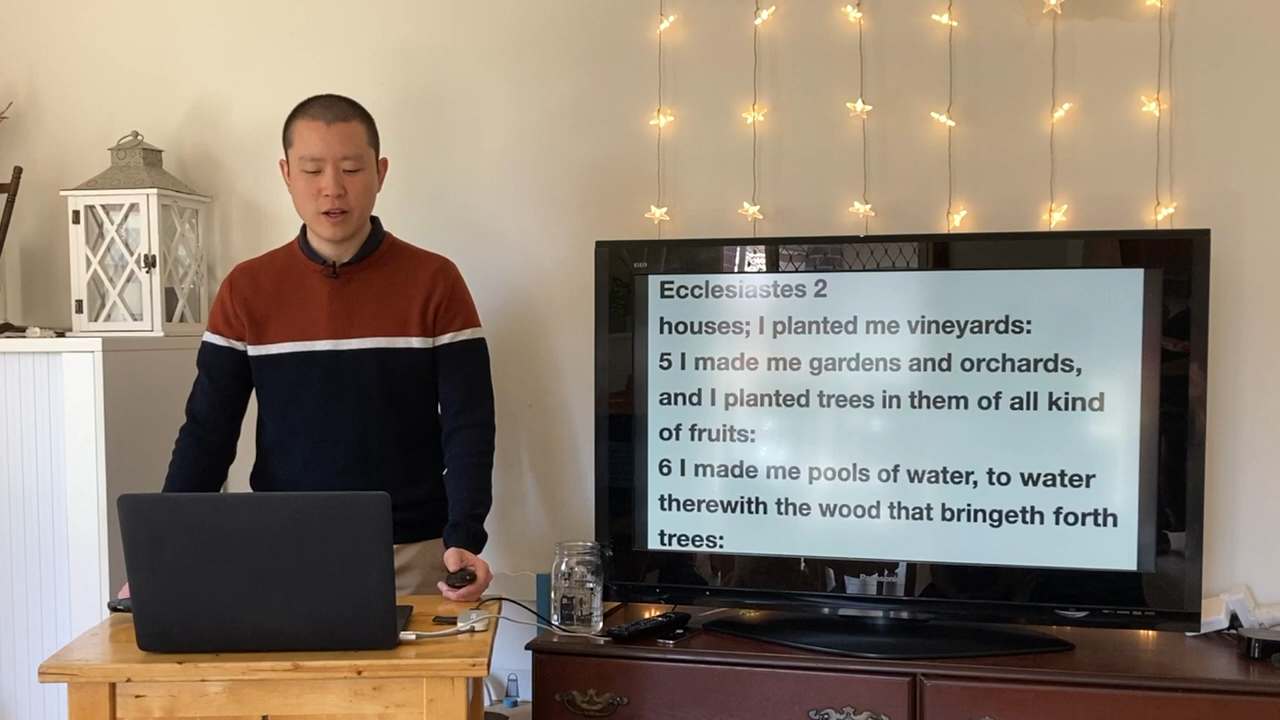 Ecclesiastes 2
houses; I planted me vineyards:
5 I made me gardens and orchards,
and I planted trees in them of all kind
of fruits:
6 I made me pools of water, to water
therewith the wood that bringeth forth
trees:
Panasonic